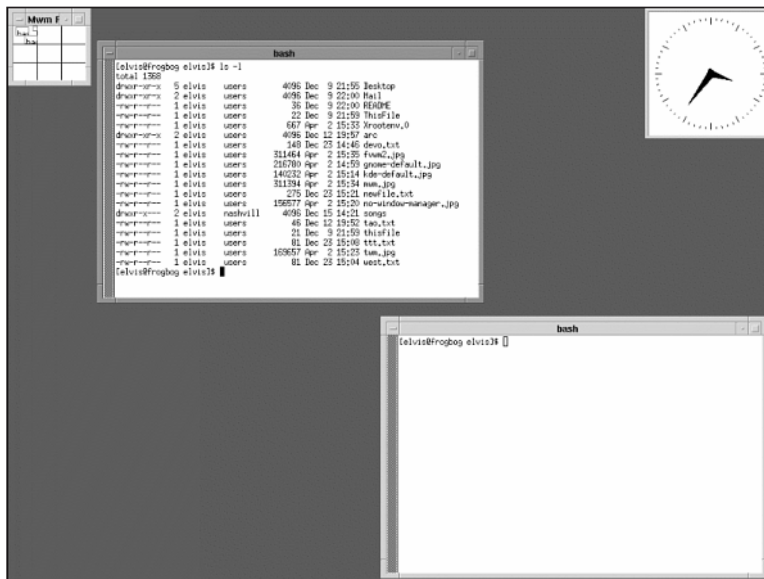 Mwm F
bash
[elvis@frogbog elvis]$ ls -l
total 1368
drwxr-xr-x 5 elvis users 4096 Dec 9 21:55 Desktop
drwxr-xr-x 2 elvis users 4096 Dec 9 22:00 Mail
-rw-r--r-- 1 elvis users 36 Dec 9 22:00 README
-rw-r--r-- 1 elvis users 22 Dec 9 21:59 ThisFile
-rw-r--r-- 1 elvis users 667 Apr 2 15:33 Xrootenv.0
drwxr-xr-x 2 elvis users 4096 Dec 12 19:57 arc
-rw-r--r-- 1 elvis users 148 Dec 23 14:46 devo.txt
-rw-r--r-- 1 elvis users 311464 Apr 2 15:35 fvwm2.jpg
-rw-r--r-- 1 elvis users 216780 Apr 2 14:59 gnome-default.jpg
-rw-r--r-- 1 elvis users 140232 Apr 2 15:14 kde-default.jpg
-rw-r--r-- 1 elvis users 311394 Apr 2 15:34 mwm.jpg
-rw-r--r-- 1 elvis users 275 Dec 23 15:21 newfile.txt
-rw-r--r-- 1 elvis users 156577 Apr 2 15:20 no-window-manager.jpg
drwxr-x--- 2 elvis nashvill 4096 Dec 15 14:21 songs
-rw-r--r-- 1 elvis users 46 Dec 12 19:52 tao.txt
-rw-r--r-- 1 elvis users 21 Dec 9 21:59 thisfile
-rw-r--r-- 1 elvis users 81 Dec 23 15:08 ttt.txt
-rw-r--r-- 1 elvis users 169657 Apr 2 15:23 twm.jpg
-rw-r--r-- 1 elvis users 81 Dec 23 15:04 west.txt
[elvis@frogbog elvis]$
bash
[elvis@frogbog elvis]$